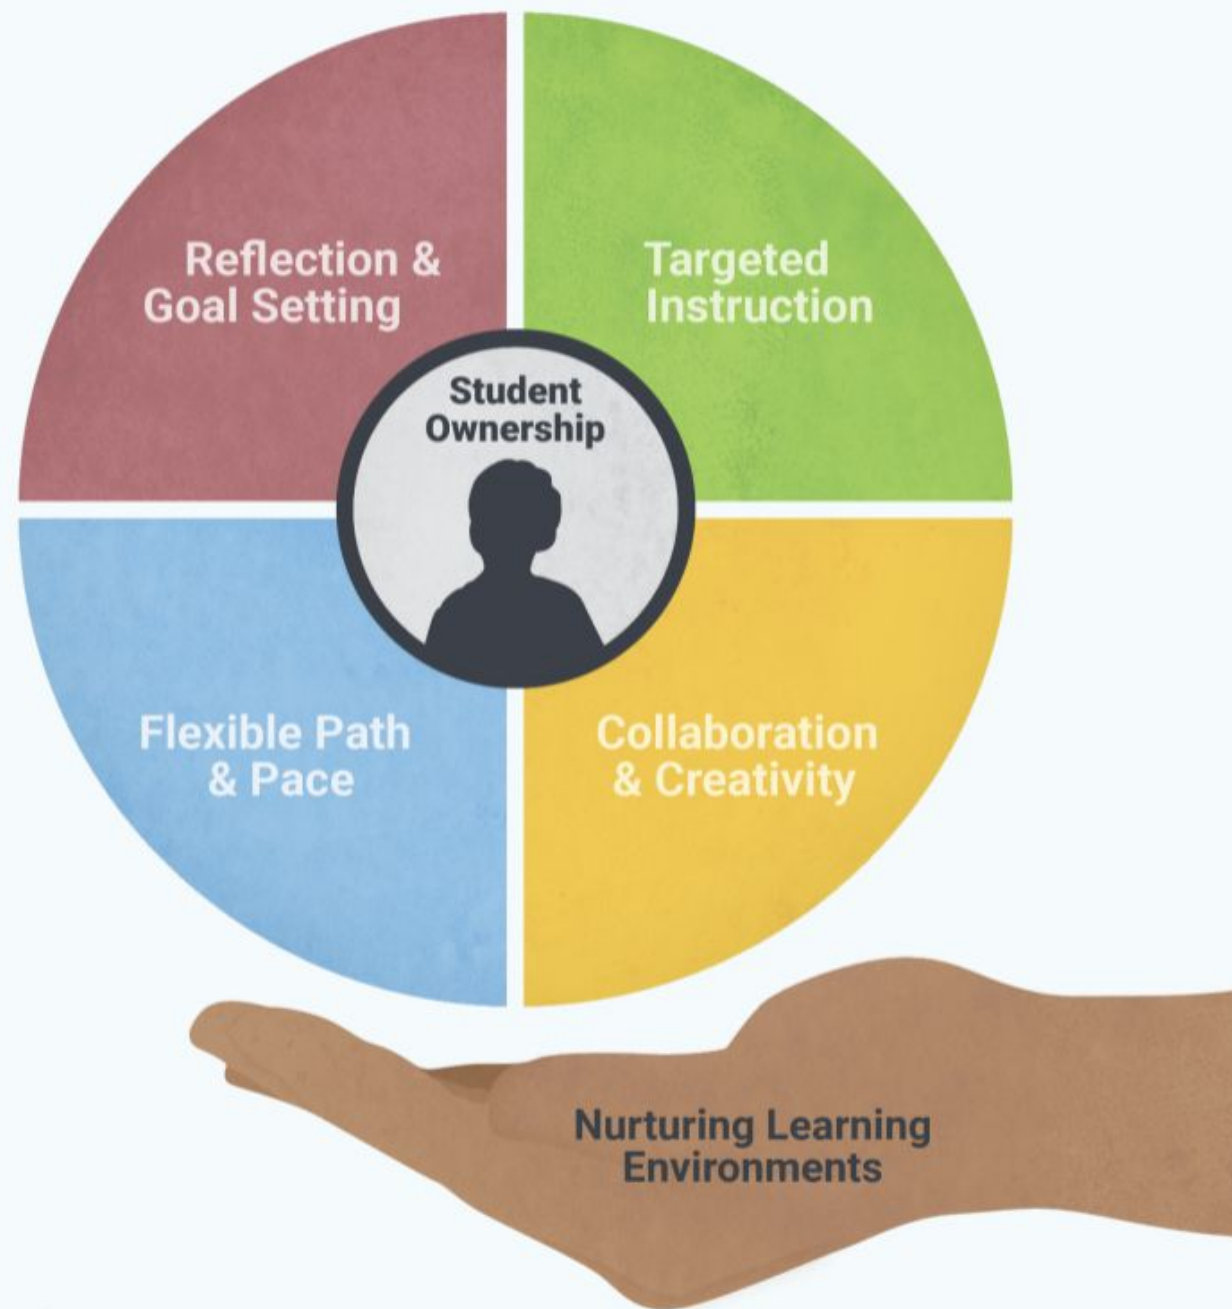 Reflection &
Goal Setting
Targeted
Instruction
Student
Ownership
Flexible Path
& Pace
Collaboration
& Creativity
Nurturing Learning
Environments